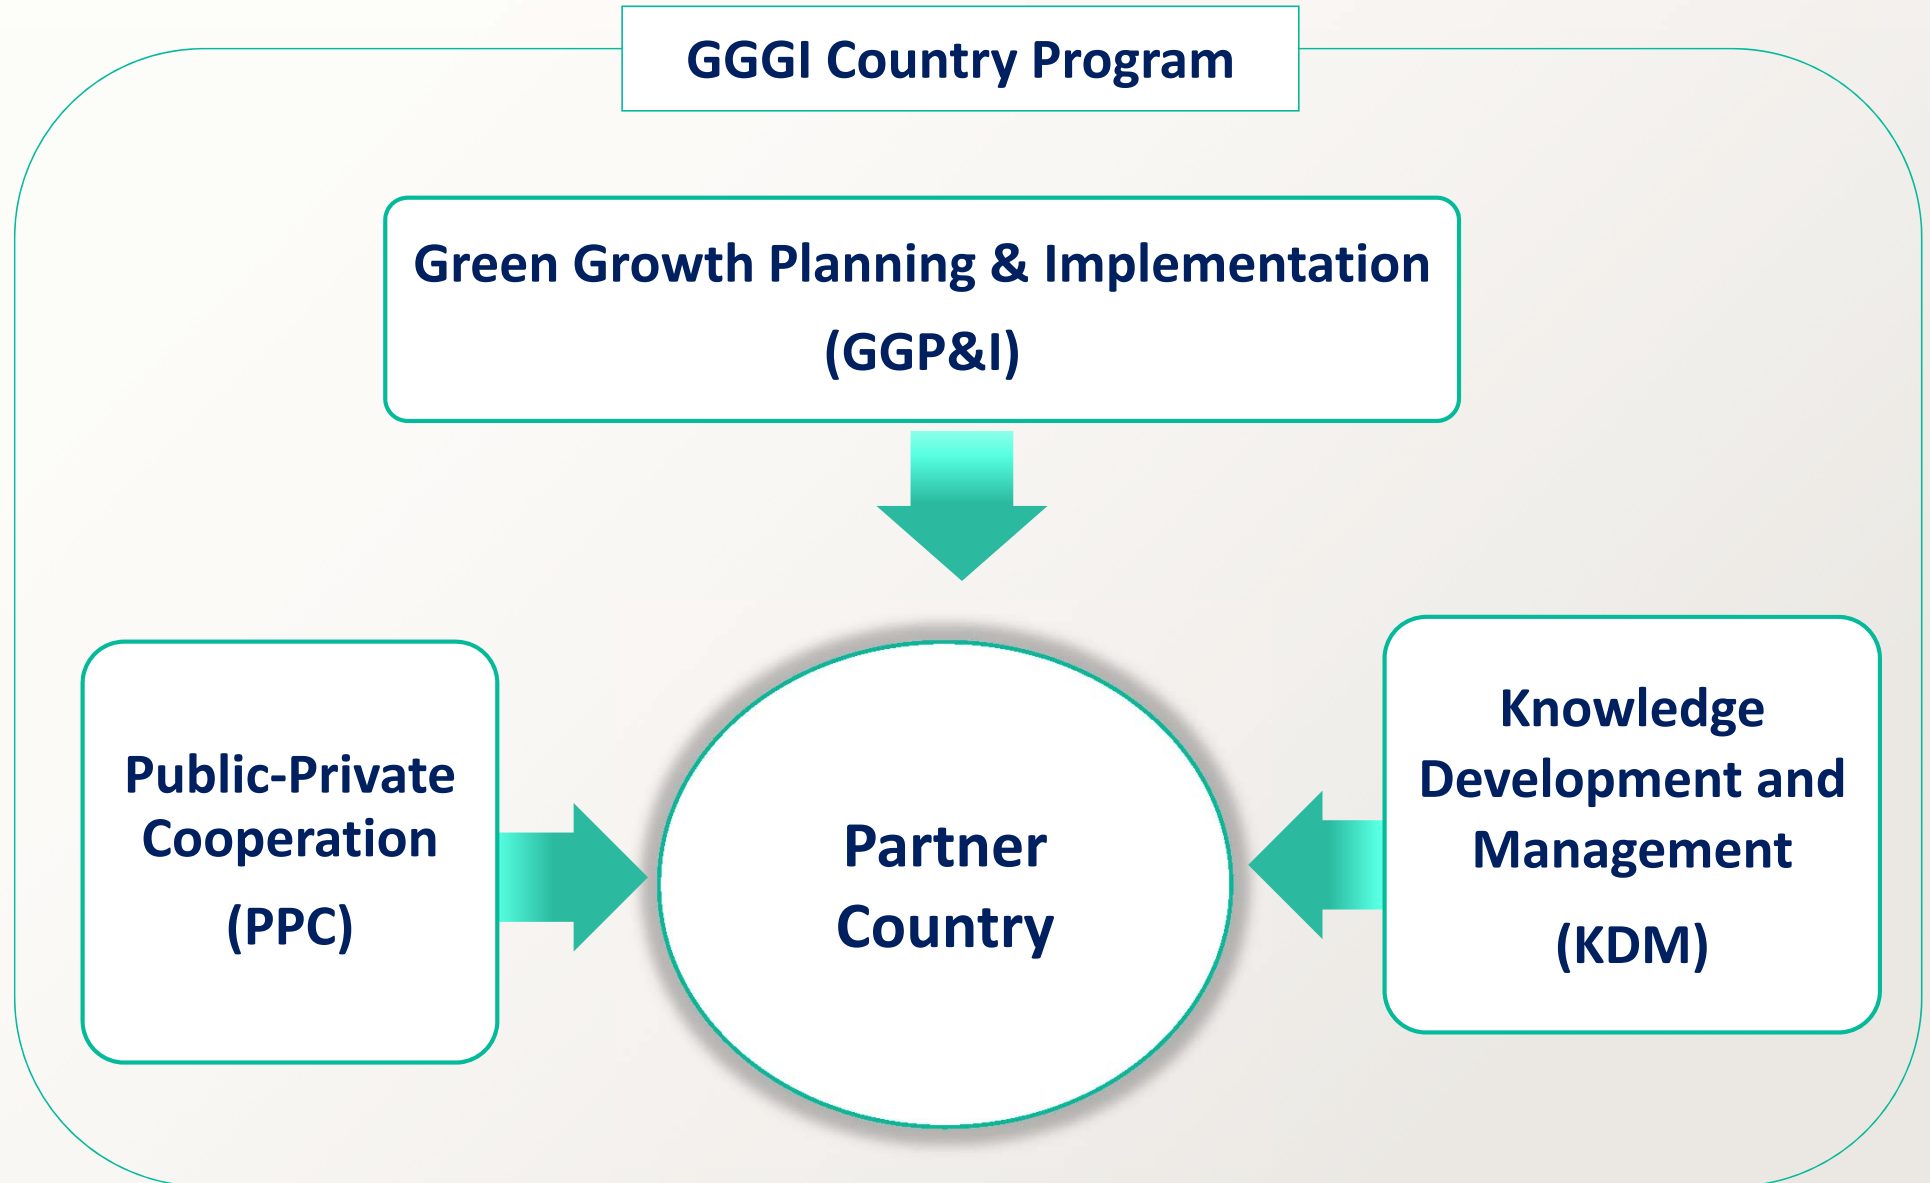 GGGI Country Program
Green Growth Planning & Implementation
(GGP&I)
Public-Private
Cooperation
(PPC)
Partner
Country
Knowledge
Development and
Management
(KDM)